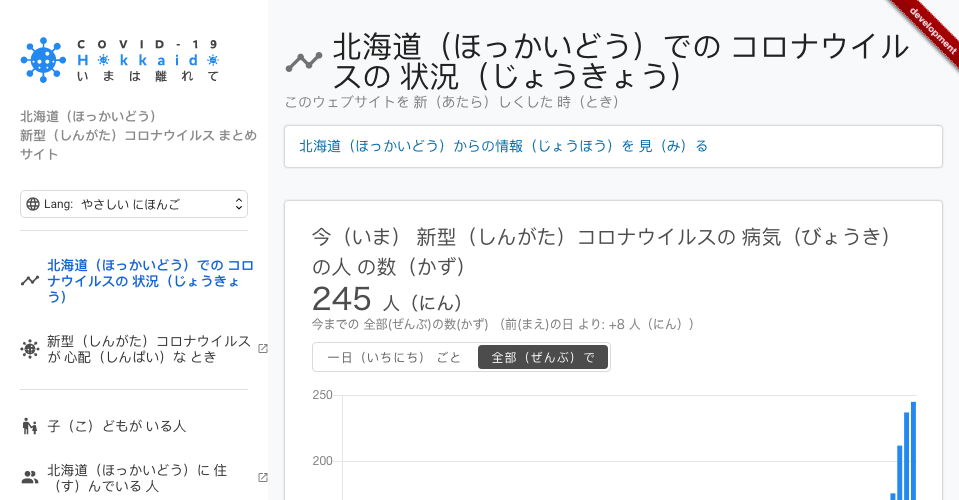 COVID-19
Hokkaido
いまは離れて
北海道（ほっかいどう）
新型（しんがた）コロナウイルス まとめ
サイト
Lang: やさしい にほんご
北海道（ほっかいどう）での コロ
ナウイルスの 状況（じょうきょ
う）
新型（しんがた）コロナウイルス
が 心配（しんぱい）な とき
子（こ）どもが いる人
北海道（ほっかいどう）に 住
（す）んでいる 人
development
北海道（ほっかいどう）での コロナウイル
スの 状況（じょうきょう）
このウェブサイトを 新（あたら）しくした 時（とき）
北海道（ほっかいどう）からの情報（じょうほう）を 見（み）る
今（いま） 新型（しんがた）コロナウイルスの 病気（びょうき）
の人 の数（かず）
245 人（にん）
今までの 全部(ぜんぶ)の数(かず) （前(まえ)の日 より: +8 人（にん））
一日（いちにち） ごと
全部（ぜんぶ）で
250
200